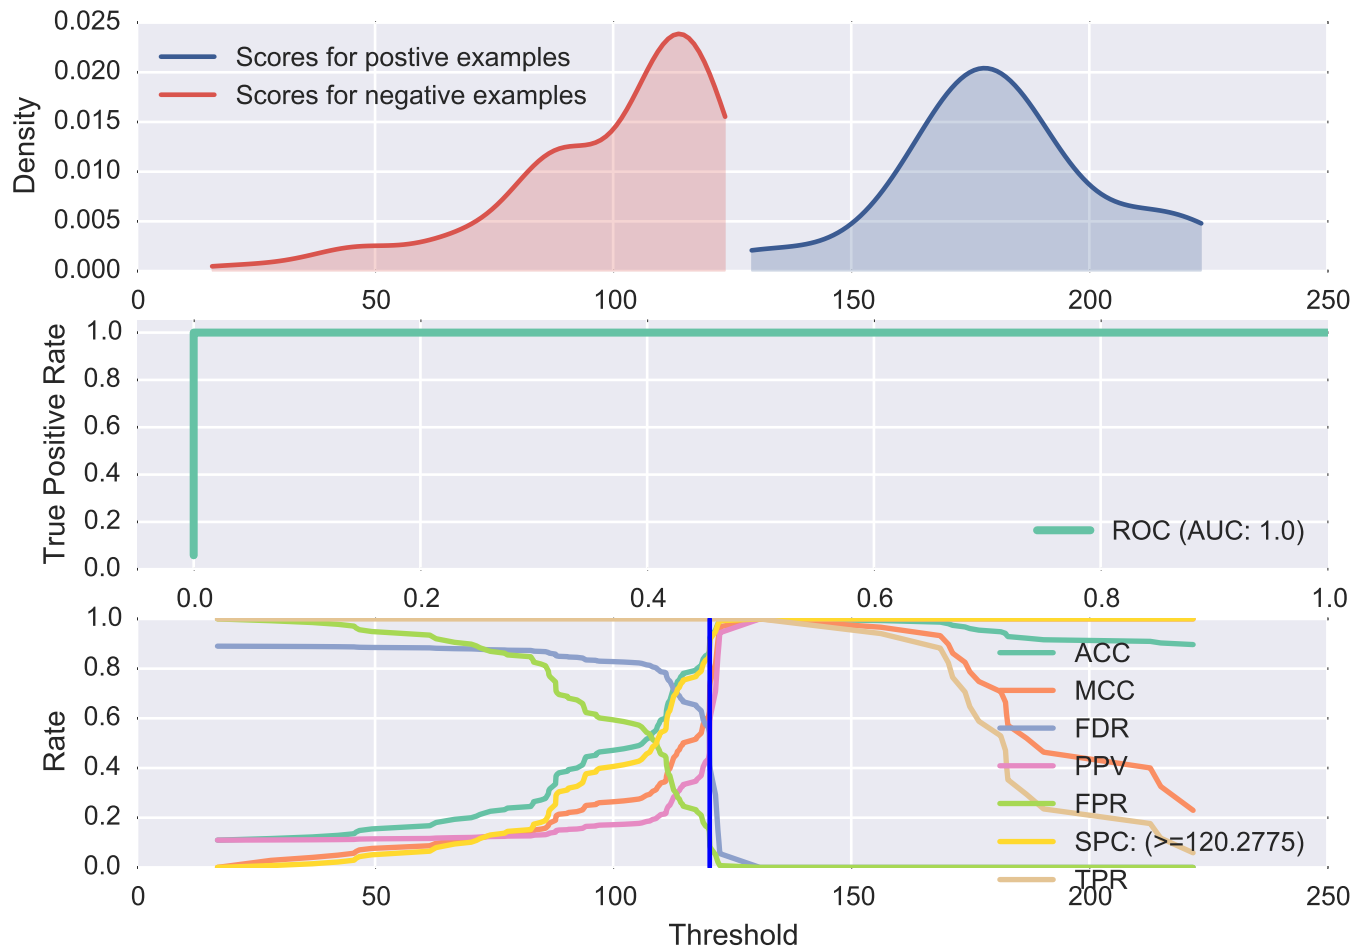 0.025
0.020
0.015
0.010
0.005
0.000
Density
Scores for postive examples
Scores for negative examples
0 50 100 150 200 250
1.0
0.8
0.6
0.4
0.2
0.0
True Positive Rate
ROC (AUC: 1.0)
0.0 0.2 0.4 0.6 0.8 1.0
1.0
0.8
0.6
0.4
0.2
0.0
Rate
ACC
MCC
FDR
PPV
FPR
SPC: (>=120.2775)
TPR
0 50 100 150 200 250
Threshold